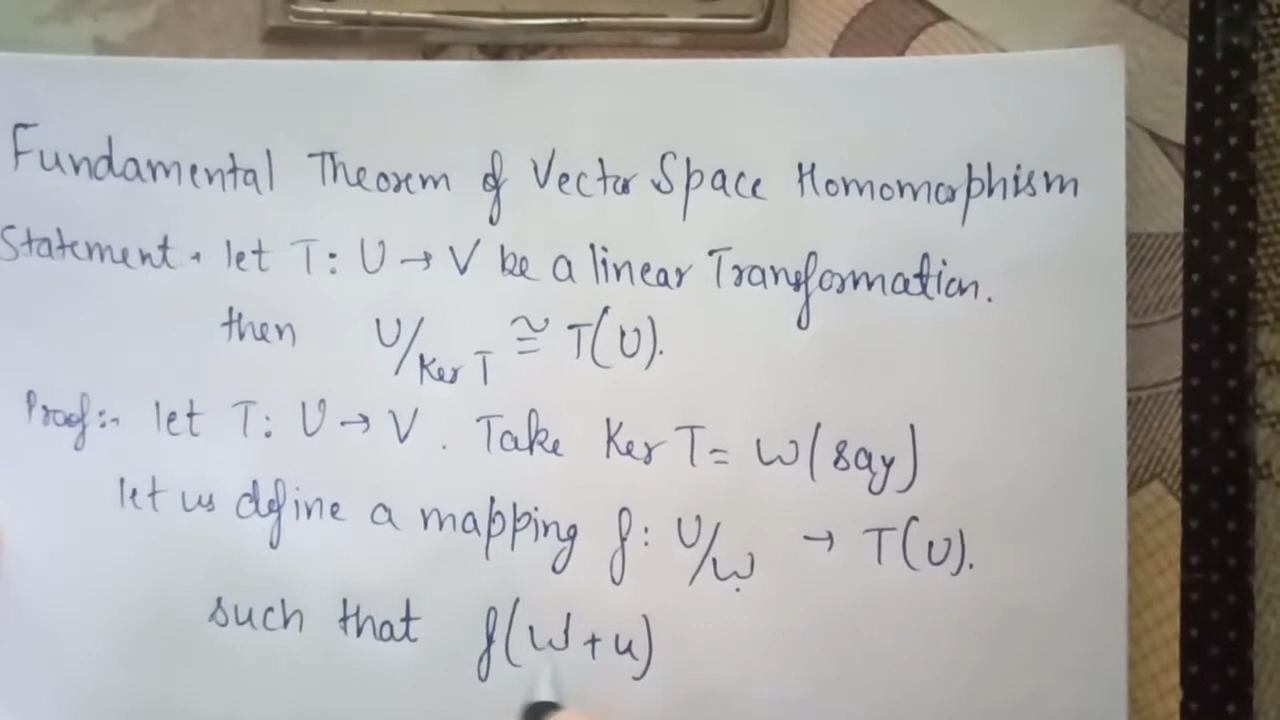 Fundamental Theorem of Vector Space Homomorphism
Statement. let T: U → V be a linear Transformation.
then U/Ker T ≅ T(U).
Proof:- let T: U → V. Take Ker T = W (say)
let us define a mapping f: U/W → T(U).
such that f(W+u)